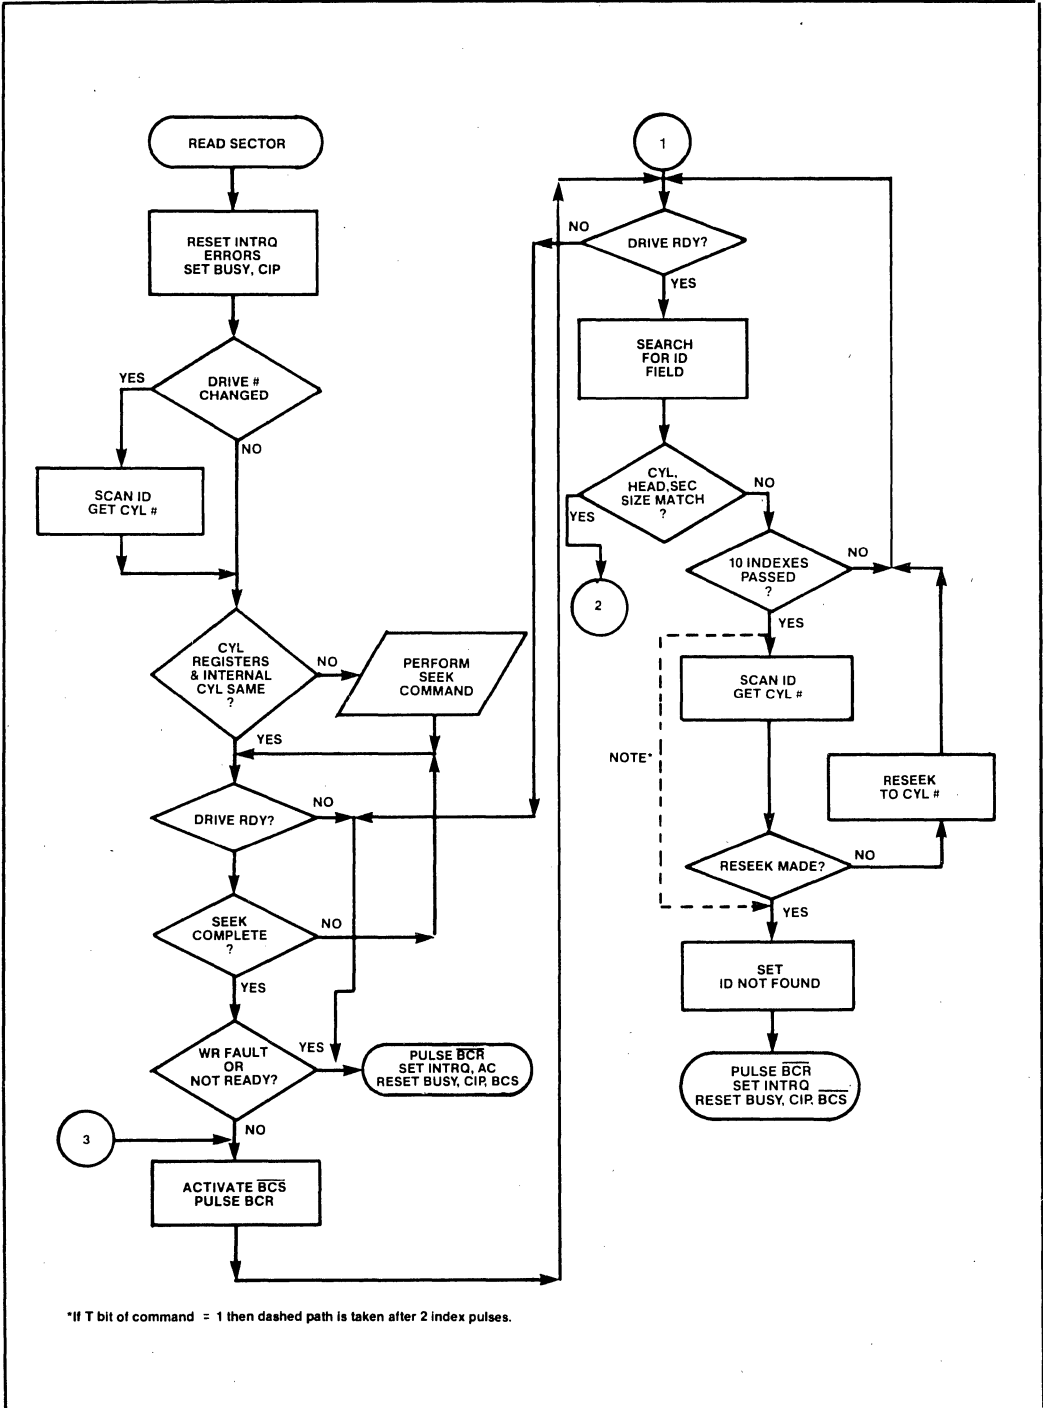 READ SECTOR
RESET INTRQ
ERRORS
SET BUSY, CIP
DRIVE #
CHANGED
YES
NO
SCAN ID
GET CYL #
CYL
REGISTERS
& INTERNAL
CYL SAME
?
NO
YES
PERFORM
SEEK
COMMAND
DRIVE RDY?
NO
SEEK
COMPLETE
?
NO
YES
WR FAULT
OR
NOT READY?
YES
NO
PULSE BCR
SET INTRQ, AC
RESET BUSY, CIP, BCS
3
ACTIVATE BCS
PULSE BCR
1
DRIVE RDY?
NO
YES
SEARCH
FOR ID
FIELD
CYL,
HEAD,SEC
SIZE MATCH
?
NO
YES
2
10 INDEXES
PASSED
?
NO
YES
SCAN ID
GET CYL #
NOTE*
RESEEK
TO CYL #
RESEEK MADE?
NO
YES
SET
ID NOT FOUND
PULSE BCR
SET INTRQ
RESET BUSY, CIP, BCS
*If T bit of command = 1 then dashed path is taken after 2 index pulses.